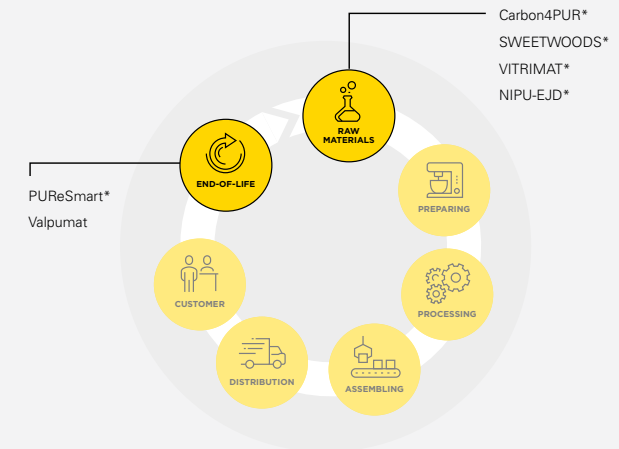 Carbon4PUR*
SWEETWOODS*
VITRIMAT*
NIPU-EJD*
RAW
MATERIALS
END-OF-LIFE
PUReSmart*
Valpumat
PREPARING
CUSTOMER
PROCESSING
DISTRIBUTION
ASSEMBLING